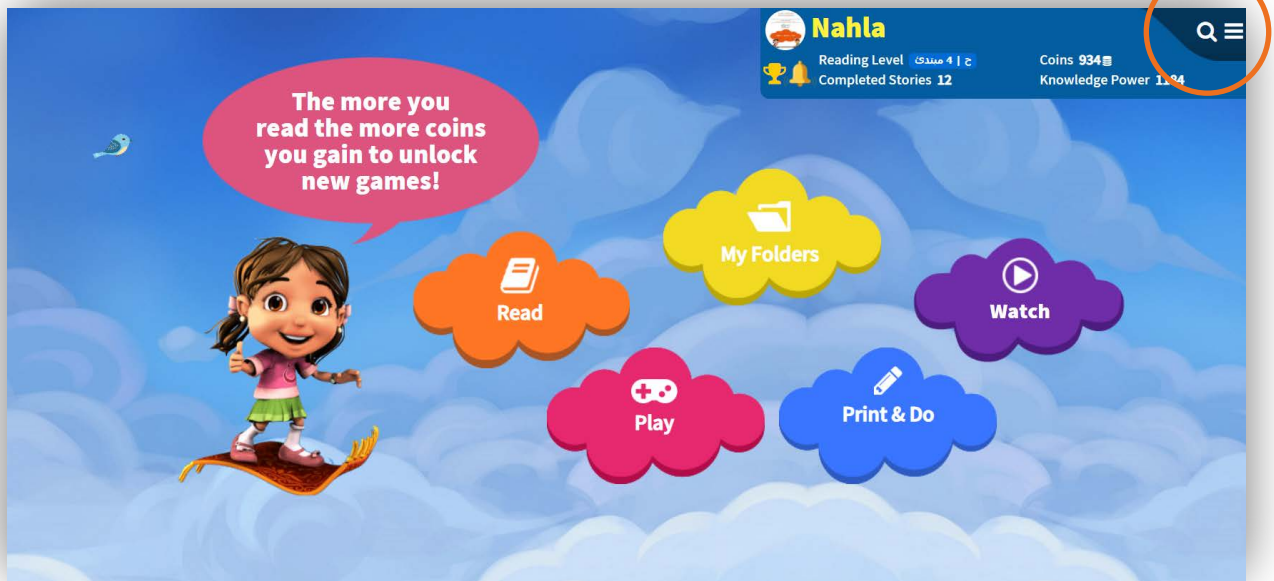 Nahla
Reading Level ح | 4 مبتدئ
Coins 934
Completed Stories 12
Knowledge Power 1184
The more you
read the more coins
you gain to unlock
new games!
My Folders
Read
Watch
Play
Print & Do